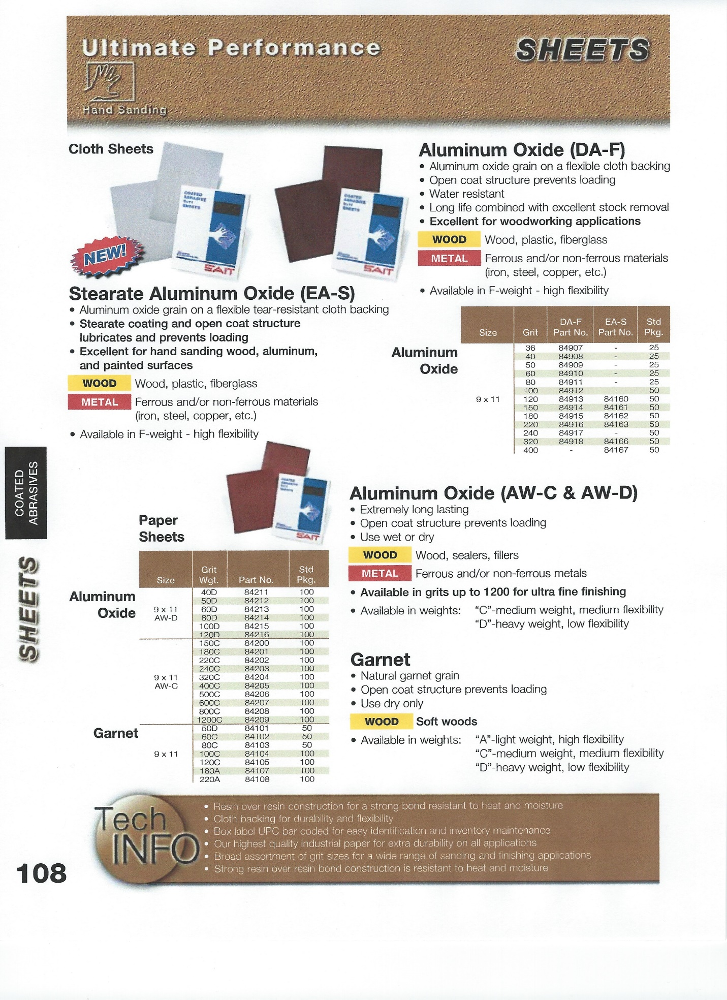 Ultimate Performance
SHEETS
Hand Sanding
Cloth Sheets
COATED
ABRASIVE
9x11
SHEETS
SAIT
NEW!
COATED
ABRASIVE
9x11
SHEETS
SAIT
Stearate Aluminum Oxide (EA-S)
• Aluminum oxide grain on a flexible tear-resistant cloth backing
• Stearate coating and open coat structure
lubricates and prevents loading
• Excellent for hand sanding wood, aluminum,
and painted surfaces
WOOD Wood, plastic, fiberglass
METAL Ferrous and/or non-ferrous materials
(iron, steel, copper, etc.)
• Available in F-weight - high flexibility
Aluminum Oxide (DA-F)
• Aluminum oxide grain on a flexible cloth backing
• Open coat structure prevents loading
• Water resistant
• Long life combined with excellent stock removal
• Excellent for woodworking applications
WOOD Wood, plastic, fiberglass
METAL Ferrous and/or non-ferrous materials
(iron, steel, copper, etc.)
• Available in F-weight - high flexibility
DA-F EA-S Std
Size Grit Part No. Part No. Pkg.
Aluminum
Oxide
9 x 11
36 84907 - 25
40 84908 - 25
50 84909 - 25
60 84910 - 25
80 84911 - 25
100 84912 - 50
120 84913 84160 50
150 84914 84161 50
180 84915 84162 50
220 84916 84163 50
240 84917 - 50
320 84918 84166 50
400 - 84167 50
COATED
ABRASIVES
SHEETS
Paper
Sheets
COATED
ABRASIVE
9x11
SHEETS
SAIT
Grit Std
Size Wgt. Part No. Pkg.
Aluminum
Oxide
9 x 11
AW-D
40D 84211 100
50D 84212 100
60D 84213 100
80D 84214 100
100D 84215 100
120D 84216 100
9 x 11
AW-C
150C 84200 100
180C 84201 100
220C 84202 100
240C 84203 100
320C 84204 100
400C 84205 100
500C 84206 100
600C 84207 100
800C 84208 100
1200C 84209 100
Garnet
9 x 11
50D 84101 50
60C 84102 50
80C 84103 50
100C 84104 100
120C 84105 100
180A 84107 100
220A 84108 100
Aluminum Oxide (AW-C & AW-D)
• Extremely long lasting
• Open coat structure prevents loading
• Use wet or dry
WOOD Wood, sealers, fillers
METAL Ferrous and/or non-ferrous metals
• Available in grits up to 1200 for ultra fine finishing
• Available in weights: “C”-medium weight, medium flexibility
“D”-heavy weight, low flexibility
Garnet
• Natural garnet grain
• Open coat structure prevents loading
• Use dry only
WOOD Soft woods
• Available in weights: “A”-light weight, high flexibility
“C”-medium weight, medium flexibility
“D”-heavy weight, low flexibility
Tech
INFO
• Resin over resin construction for a strong bond resistant to heat and moisture
• Cloth backing for durability and flexibility
• Box label UPC bar coded for easy identification and inventory maintenance
• Our highest quality industrial paper for extra durability on all applications
• Broad assortment of grit sizes for a wide range of sanding and finishing applications
• Strong resin over resin bond construction is resistant to heat and moisture
108